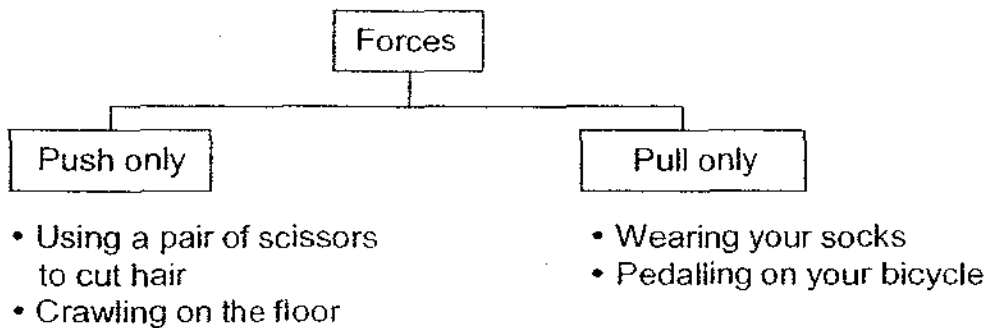 Forces
Push only
Pull only
• Using a pair of scissors
to cut hair
• Crawling on the floor
• Wearing your socks
• Pedalling on your bicycle